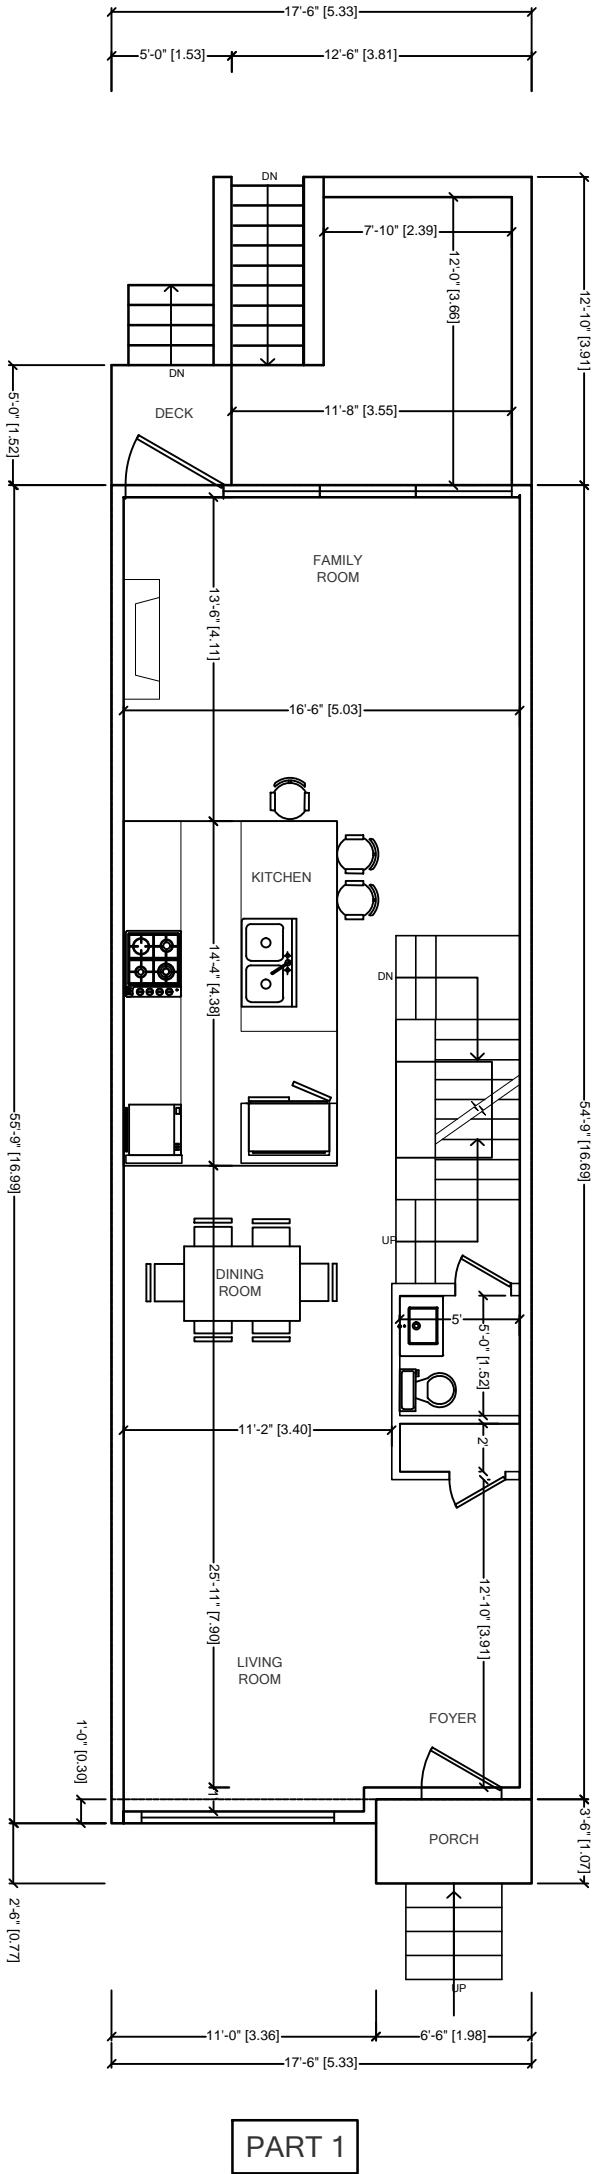 17'-6" [5.33]
5'-0" [1.53]
12'-6" [3.81]
DN
7'-10" [2.39]
12'-0" [3.66]
12'-10" [3.91]
DN
5'-0" [1.52]
DECK
11'-8" [3.55]
FAMILY
ROOM
13'-6" [4.11]
16'-6" [5.03]
KITCHEN
14'-4" [4.38]
DN
55'-9" [16.99]
54'-9" [16.69]
UP
DINING
ROOM
5'
5'-0" [1.52]
11'-2" [3.40]
2'
25'-11" [7.90]
12'-10" [3.91]
LIVING
ROOM
FOYER
1'-0" [0.30]
1'
PORCH
3'-6" [1.07]
2'-6" [0.77]
UP
11'-0" [3.36]
6'-6" [1.98]
17'-6" [5.33]
PART 1